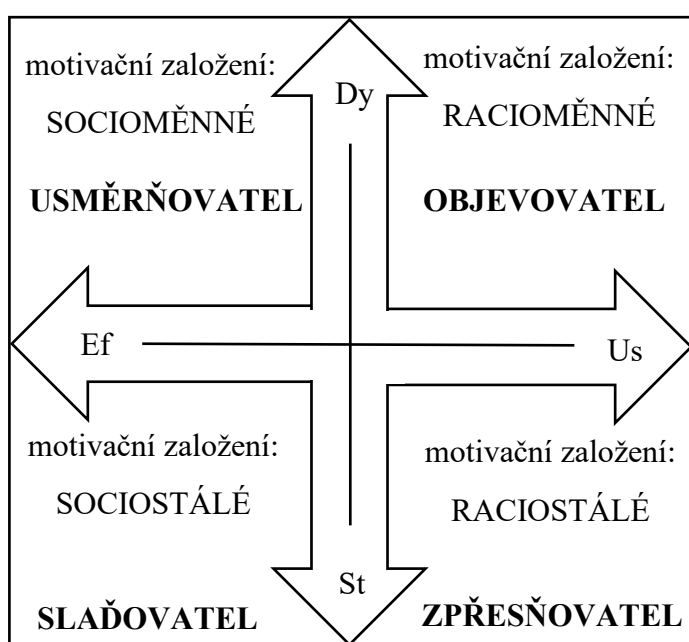 motivační založení:
SOCIOMĚNNÉ
USMĚRŇOVATEL
Dy
motivační založení:
RACIOMĚNNÉ
OBJEVOVATEL
Ef
Us
motivační založení:
SOCIOSTÁLÉ
SLAĎOVATEL
St
motivační založení:
RACIOSTÁLÉ
ZPŘESŇOVATEL